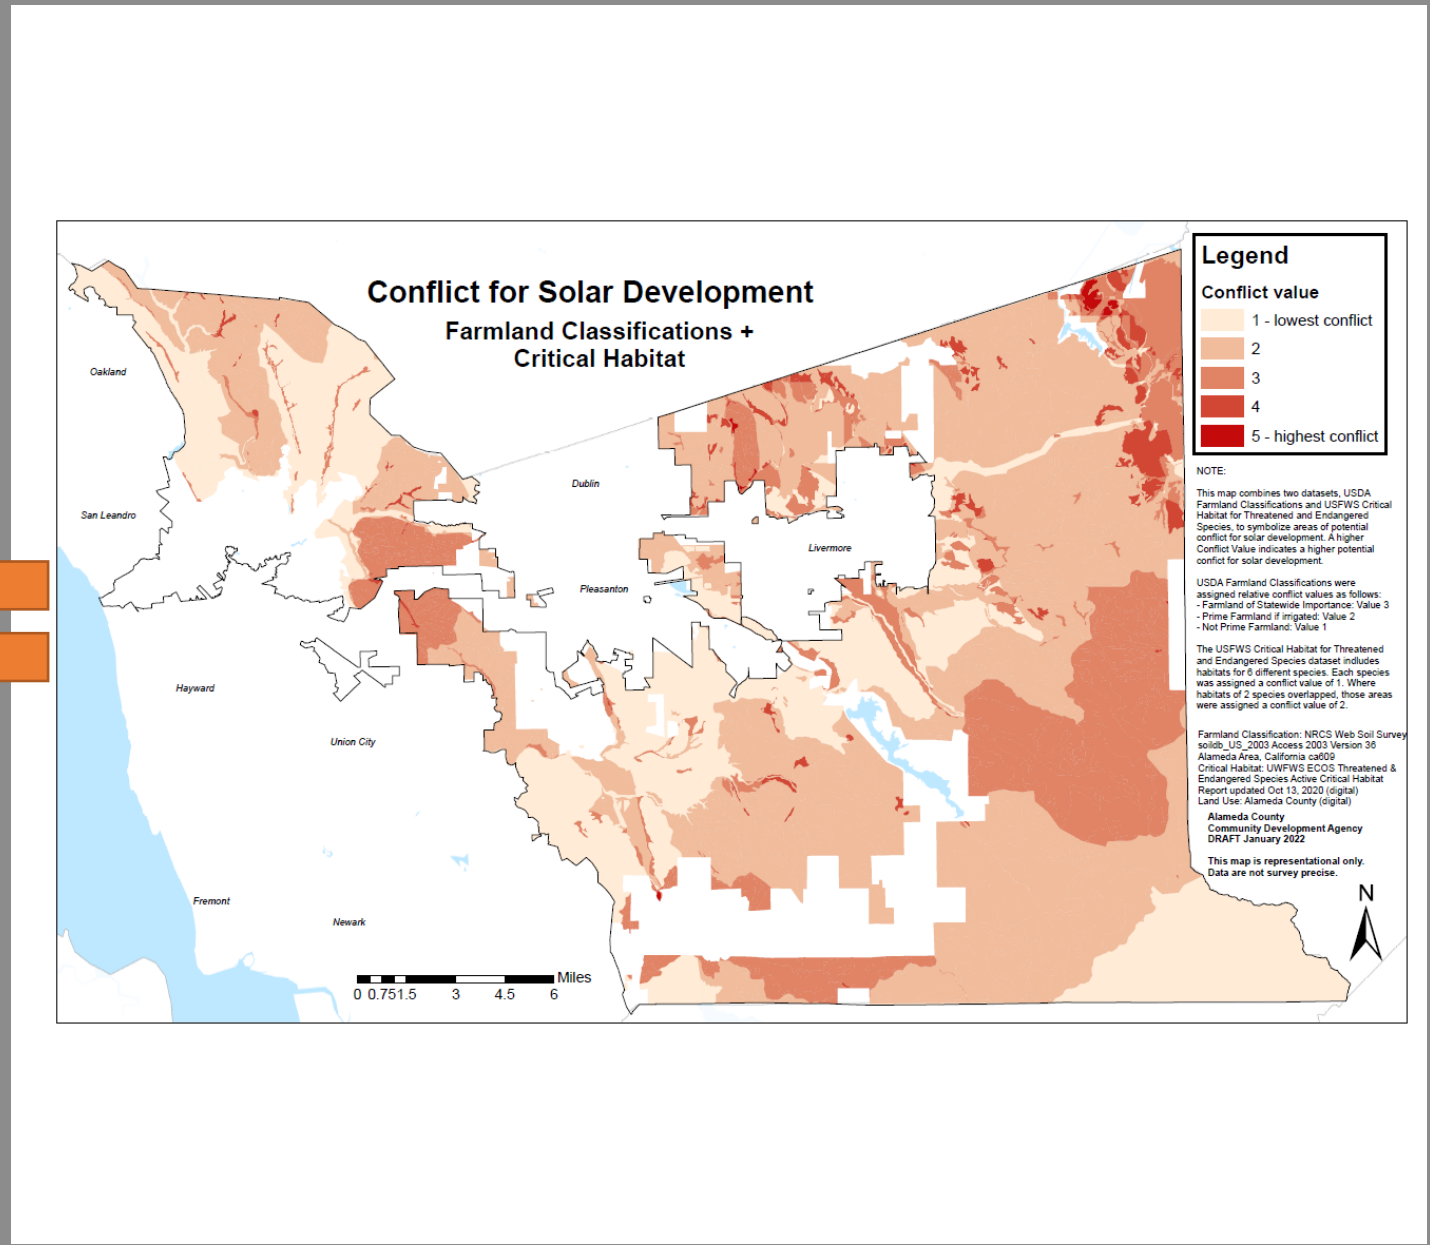 Conflict for Solar Development
Farmland Classifications +
Critical Habitat
Oakland
San Leandro
Dublin
Livermore
Pleasanton
Hayward
Union City
Fremont
Newark
Miles
0 0.75 1.5 3 4.5 6
Legend
Conflict value
1 - lowest conflict
2
3
4
5 - highest conflict
NOTE:
This map combines two datasets, USDA
Farmland Classifications and USFWS Critical
Habitat for Threatened and Endangered
Species, to symbolize areas of potential
conflict for solar development. A higher
Conflict Value indicates a higher potential
confict for solar development.
USDA Farmland Classifications were
assigned relative conflict values as follows:
- Farmland of Statewide Importance: Value 3
- Prime Farmland if irrigated: Value 2
- Not Prime Farmland: Value 1
The USFWS Critical Habitat for Threatened
and Endangered Species dataset indludes
habitats for 6 different species. Each species
was assigned a conflict value of 1. Where
habitats of 2 species overlapped, those areas
were assigned a conflict value of 2.
Farmland Classification: NRCS Web Soil Survey
soildb_US_2003 Access 2003 Version 36
Alameda Area, California ca609
Critical Habitat: UWFWS ECOS Threatened &
Endangered Species Active Critical Habitat
Report updated Oct 13, 2020 (digital)
Land Use: Alameda County (digital)
Alameda County
Community Development Agency
DRAFT January 2022
This map is representational only.
Data are not survey precise.
N